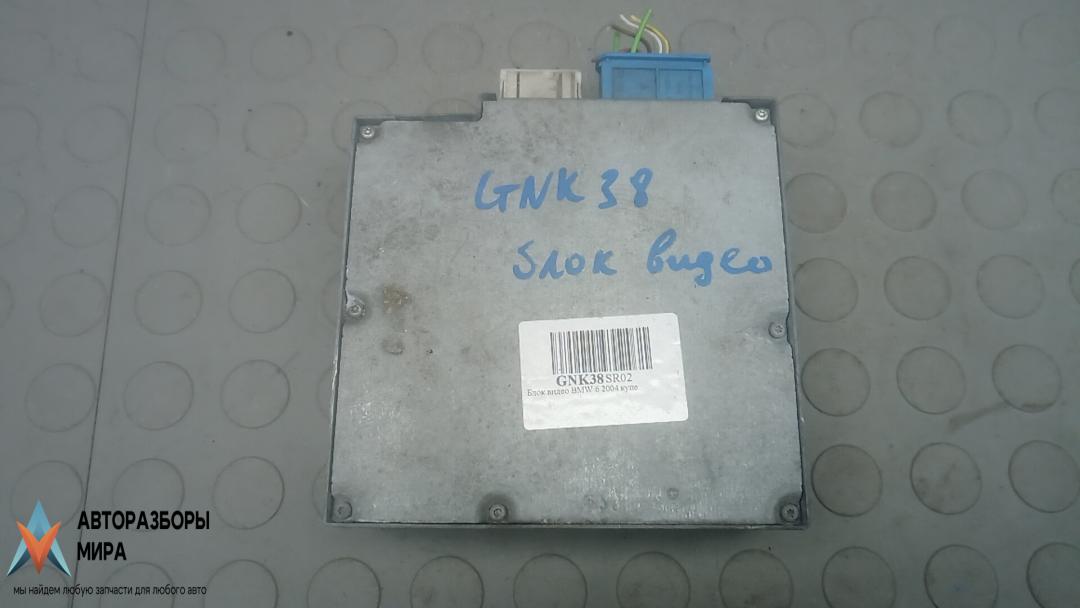 GNK38
блок видео
GNK38SR02
Блок видео BMW 6 2004 купе
АВТОРАЗБОРЫ
МИРА
мы найдем любую запчасти для любого авто